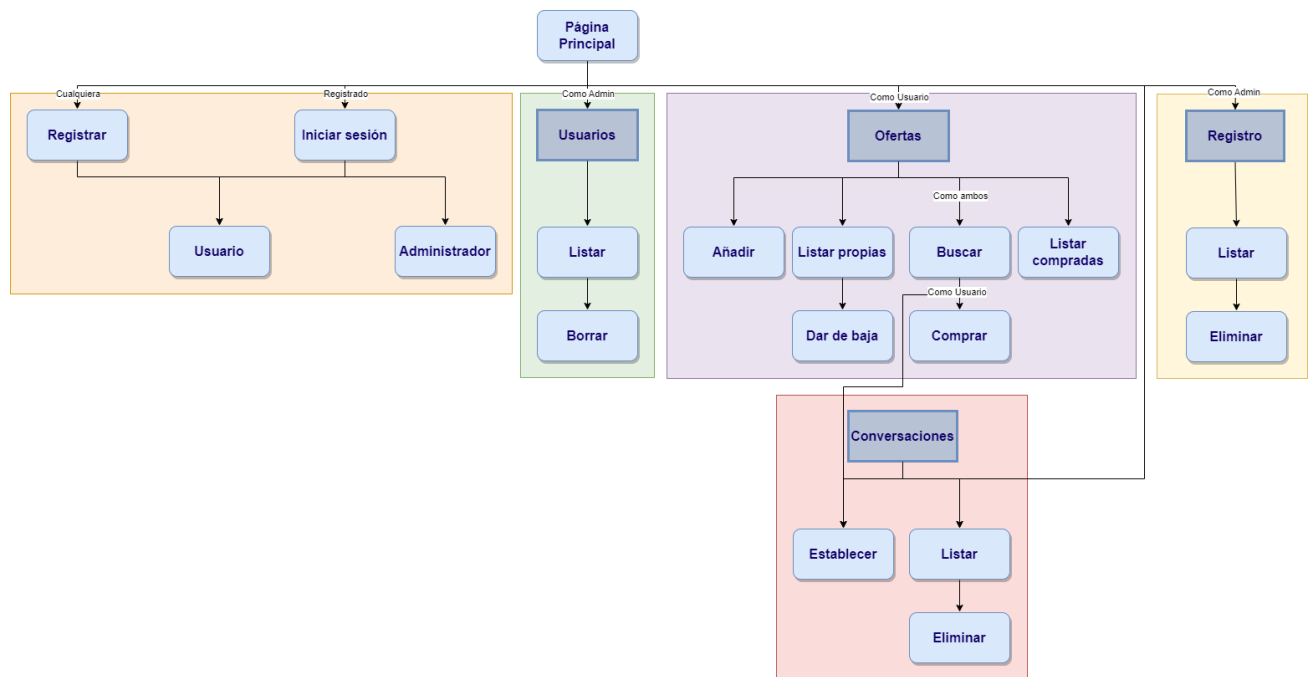 Página
Principal
Cualquiera
Registrado
Como Admin
Como Usuario
Como Admin
Registrar
Iniciar sesión
Usuarios
Ofertas
Registro
Como ambos
Usuario
Administrador
Listar
Añadir
Listar propias
Buscar
Listar
compradas
Listar
Como Usuario
Borrar
Dar de baja
Comprar
Eliminar
Conversaciones
Establecer
Listar
Eliminar